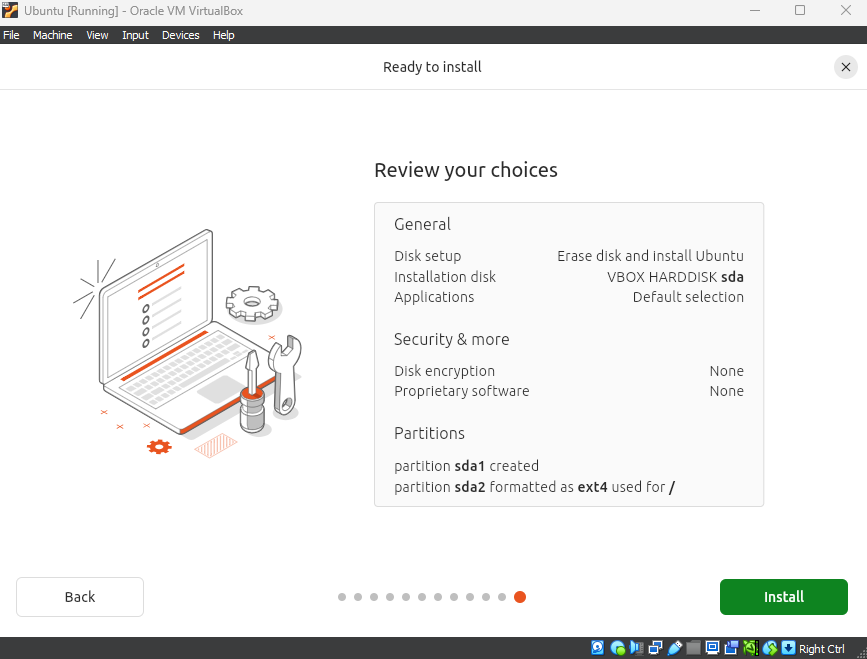 Ubuntu [Running] - Oracle VM VirtualBox
File Machine View Input Devices Help
Ready to install
Review your choices
General
Disk setup Erase disk and install Ubuntu
Installation disk VBOX HARDDISK sda
Applications Default selection
Security & more
Disk encryption None
Proprietary software None
Partitions
partition sda1 created
partition sda2 formatted as ext4 used for /
Back
Install
Right Ctrl